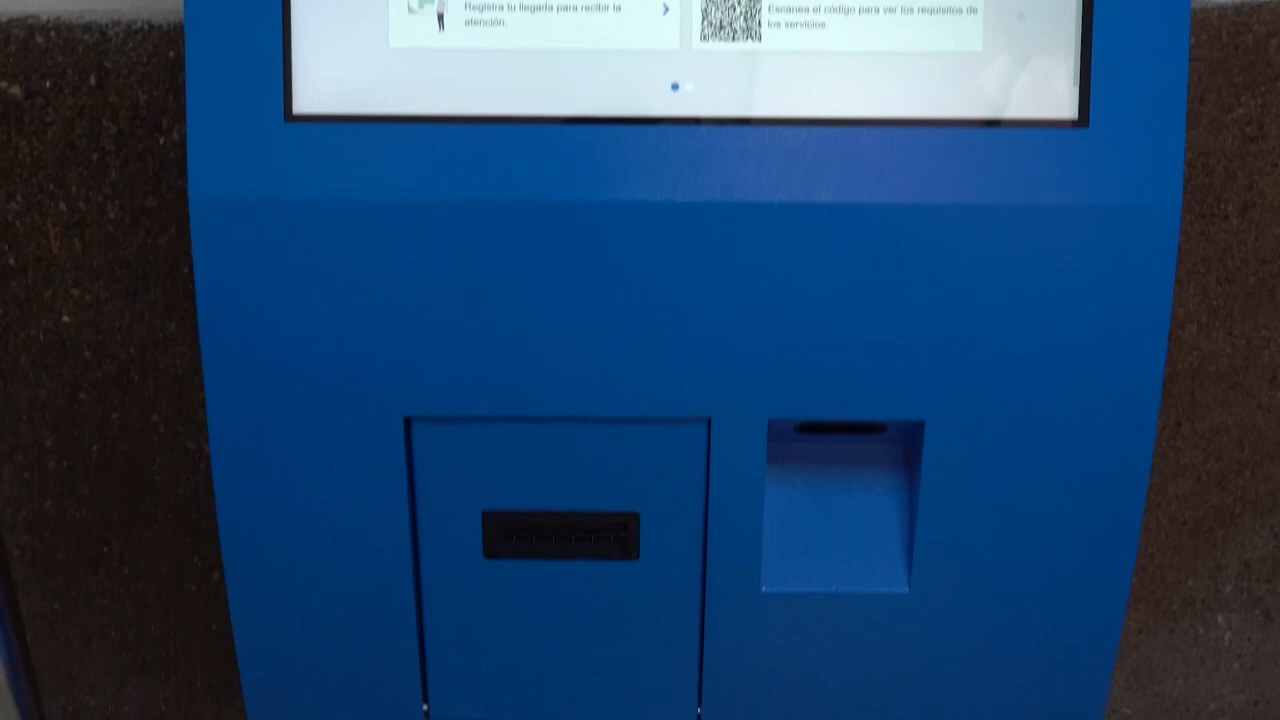 Registra tu llegada para recibir la
atención.
Escanea el código para ver los requisitos de
los servicios.